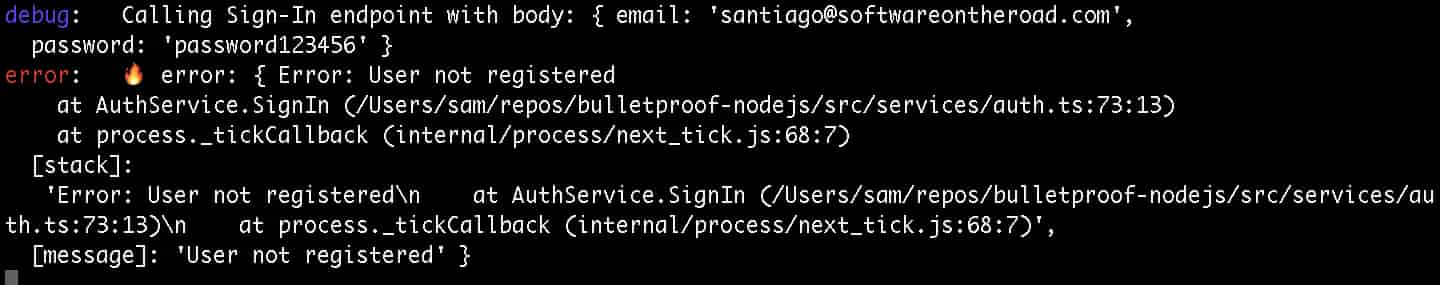 debug:   Calling Sign-In endpoint with body: { email: 'santiago@softwareontheroad.com',
  password: 'password123456' }
error:   🔥 error: { Error: User not registered
    at AuthService.SignIn (/Users/sam/repos/bulletproof-nodejs/src/services/auth.ts:73:13)
    at process._tickCallback (internal/process/next_tick.js:68:7)
  [stack]:
   'Error: User not registered\n    at AuthService.SignIn (/Users/sam/repos/bulletproof-nodejs/src/services/au
th.ts:73:13)\n    at process._tickCallback (internal/process/next_tick.js:68:7)',
  [message]: 'User not registered' }